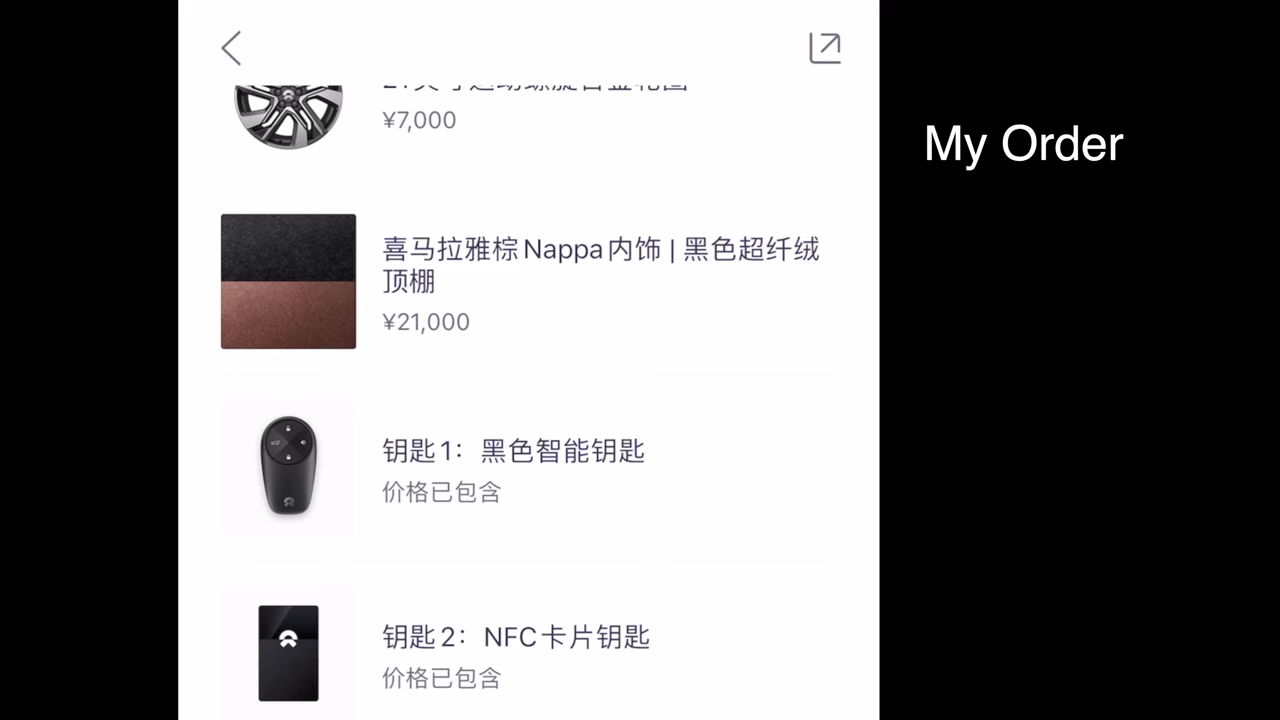 ¥7,000
My Order
喜马拉雅棕Nappa内饰 | 黑色超纤绒
顶棚
¥21,000
钥匙1：黑色智能钥匙
价格已包含
钥匙2：NFC卡片钥匙
价格已包含